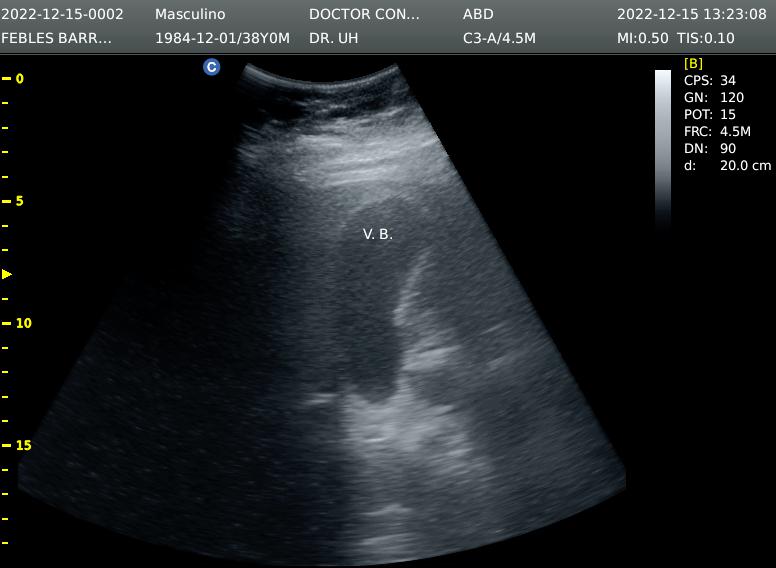 2022-12-15-0002 Masculino DOCTOR CON... ABD 2022-12-15 13:23:08
FEBLES BARR... 1984-12-01/38Y0M DR. UH C3-A/4.5M MI:0.50 TIS:0.10
C
[B]
CPS: 34
GN: 120
POT: 15
FRC: 4.5M
DN: 90
d: 20.0 cm
0
5
V. B.
10
15